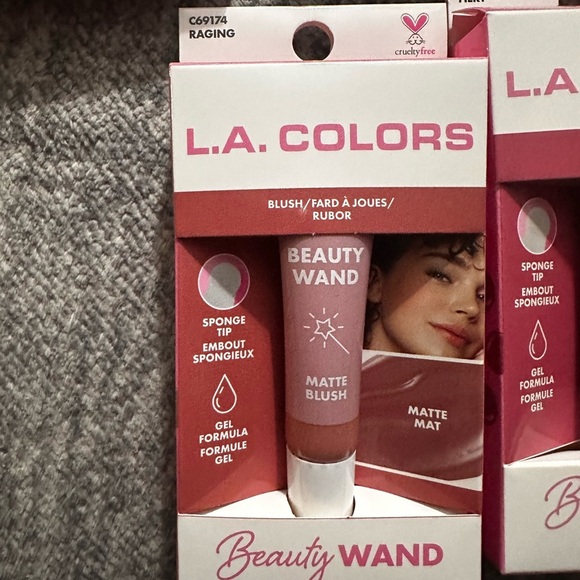 C69174
RAGING
crueltyfree
L.A. COLORS
BLUSH/FARD À JOUES/
RUBOR
BEAUTY
WAND
SPONGE
TIP
EMBOUT
SPONGIEUX
MATTE
BLUSH
MATTE
MAT
GEL
FORMULA
FORMULE
GEL
Beauty WAND
L.A
SPONGE
TIP
EMBOUT
SPONGIEUX
GEL
FORMULA
FORMULE
GEL
B